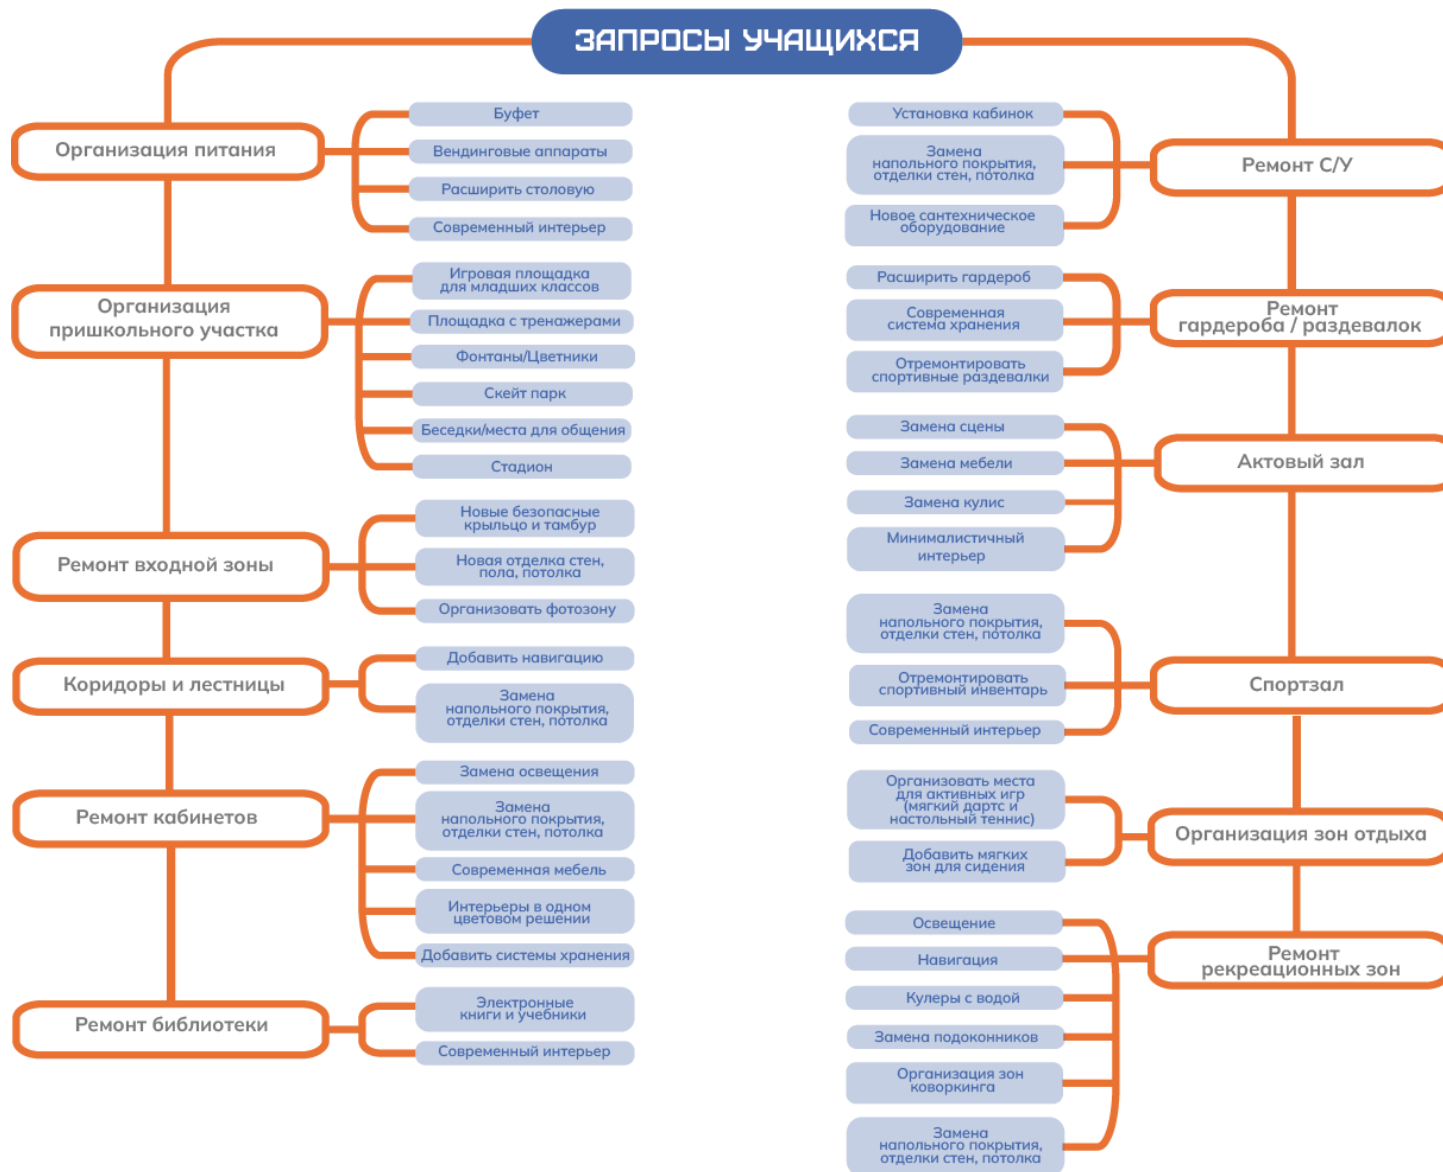 ЗАПРОСЫ УЧАЩИХСЯ
Организация питания
Буфет
Вендинговые аппараты
Расширить столовую
Современный интерьер
Организация
пришкольного участка
Игровая площадка
для младших классов
Площадка с тренажерами
Фонтаны/Цветники
Скейт парк
Беседки/места для общения
Стадион
Ремонт входной зоны
Новые безопасные
крыльцо и тамбур
Новая отделка стен,
пола, потолка
Организовать фотозону
Коридоры и лестницы
Добавить навигацию
Замена
напольного покрытия,
отделки стен, потолка
Ремонт кабинетов
Замена освещения
Замена
напольного покрытия,
отделки стен, потолка
Современная мебель
Интерьеры в одном
цветовом решении
Добавить системы хранения
Ремонт библиотеки
Электронные
книги и учебники
Современный интерьер
Установка кабинок
Замена
напольного покрытия,
отделки стен, потолка
Новое сантехническое
оборудование
Ремонт С/У
Расширить гардероб
Современная
система хранения
Отремонтировать
спортивные раздевалки
Ремонт
гардероба / раздевалок
Замена сцены
Замена мебели
Замена кулис
Минималистичный
интерьер
Актовый зал
Замена
напольного покрытия,
отделки стен, потолка
Отремонтировать
спортивный инвентарь
Современный интерьер
Спортзал
Организовать места
для активных игр
(мягкий дартс и
настольный теннис)
Добавить мягких
зон для сидения
Организация зон отдыха
Освещение
Навигация
Кулеры с водой
Замена подоконников
Организация зон
коворкинга
Замена
напольного покрытия,
отделки стен, потолка
Ремонт
рекреационных зон